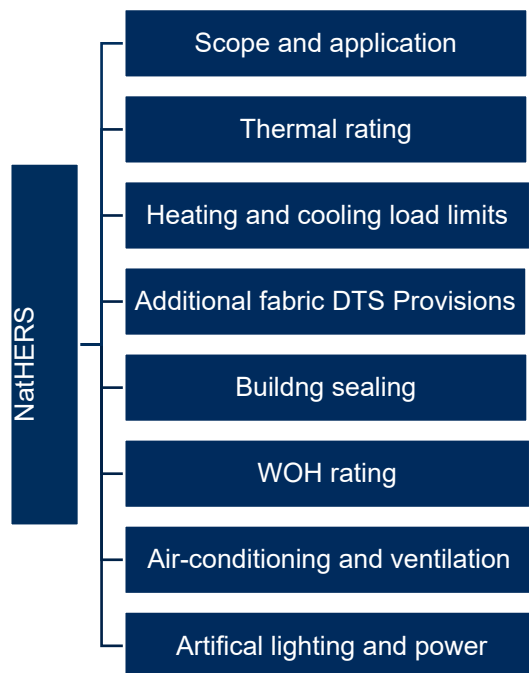 NatHERS
Scope and application
Thermal rating
Heating and cooling load limits
Additional fabric DTS Provisions
Buildng sealing
WOH rating
Air-conditioning and ventilation
Artifical lighting and power